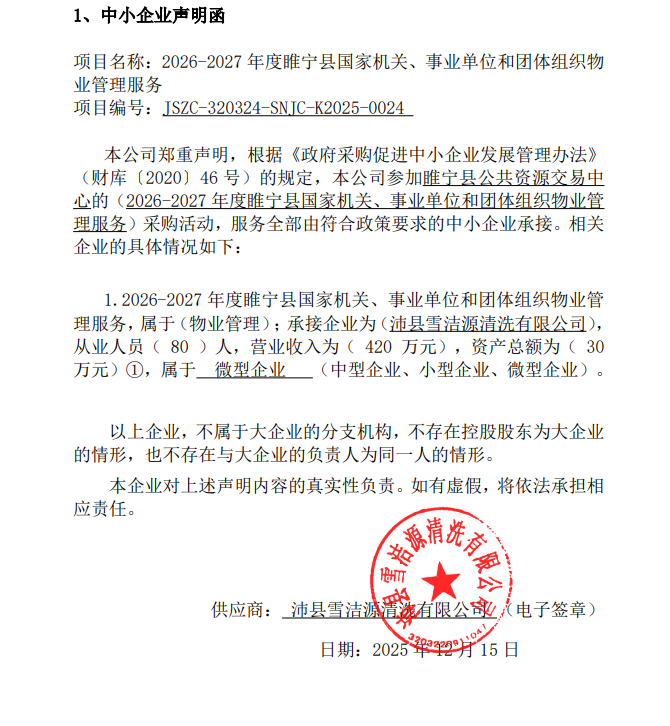 1、中小企业声明函
项目名称：2026-2027 年度睢宁县国家机关、事业单位和团体组织物
业管理服务
项目编号：JSZC-320324-SNJC-K2025-0024
本公司郑重声明，根据《政府采购促进中小企业发展管理办法》
（财库〔2020〕46 号）的规定，本公司参加睢宁县公共资源交易中
心的（2026-2027 年度睢宁县国家机关、事业单位和团体组织物业管
理服务）采购活动，服务全部由符合政策要求的中小企业承接。相关
企业的具体情况如下：
1.2026-2027 年度睢宁县国家机关、事业单位和团体组织物业管
理服务，属于（物业管理）；承接企业为（沛县雪洁源清洗有限公司），
从业人员（ 80 ）人，营业收入为（ 420 万元），资产总额为（ 30
万元）①，属于 微型企业 （中型企业、小型企业、微型企业）。
以上企业，不属于大企业的分支机构，不存在控股股东为大企业
的情形，也不存在与大企业的负责人为同一人的情形。
本企业对上述声明内容的真实性负责。如有虚假，将依法承担相
应责任。
沛县雪洁源清洗有限公司
供应商： 沛县雪洁源清洗有限公司 （电子签章）
日期：2025 年 12 月 15 日